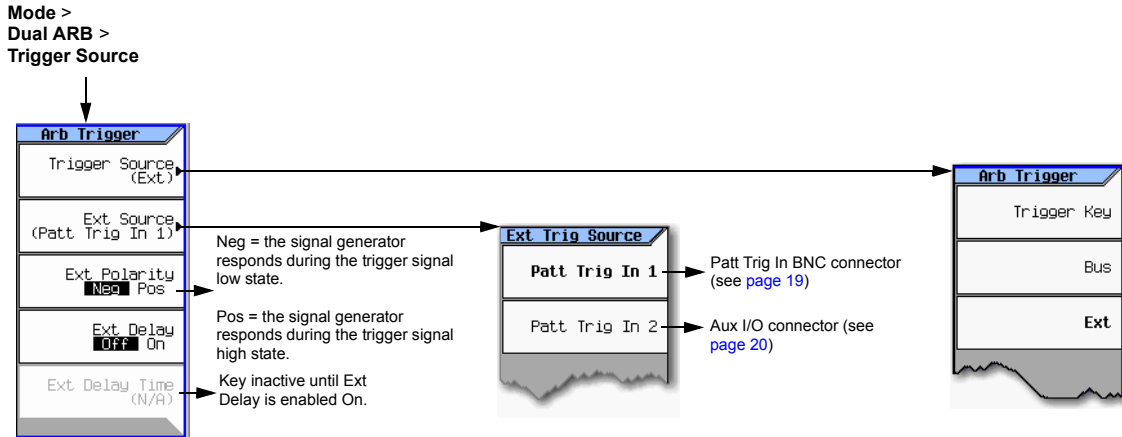 Mode >
Dual ARB >
Trigger Source
Arb Trigger
Trigger Source
(Ext)
Ext Source
(Patt Trig In 1)
Ext Polarity
Neg Pos
Ext Delay
Off On
Ext Delay Time
(N/A)
Neg = the signal generator
responds during the trigger signal
low state.
Pos = the signal generator
responds during the trigger signal
high state.
Key inactive until Ext
Delay is enabled On.
Ext Trig Source
Patt Trig In 1
Patt Trig In 2
Patt Trig In BNC connector
(see page 19)
Aux I/O connector (see
page 20)
Arb Trigger
Trigger Key
Bus
Ext